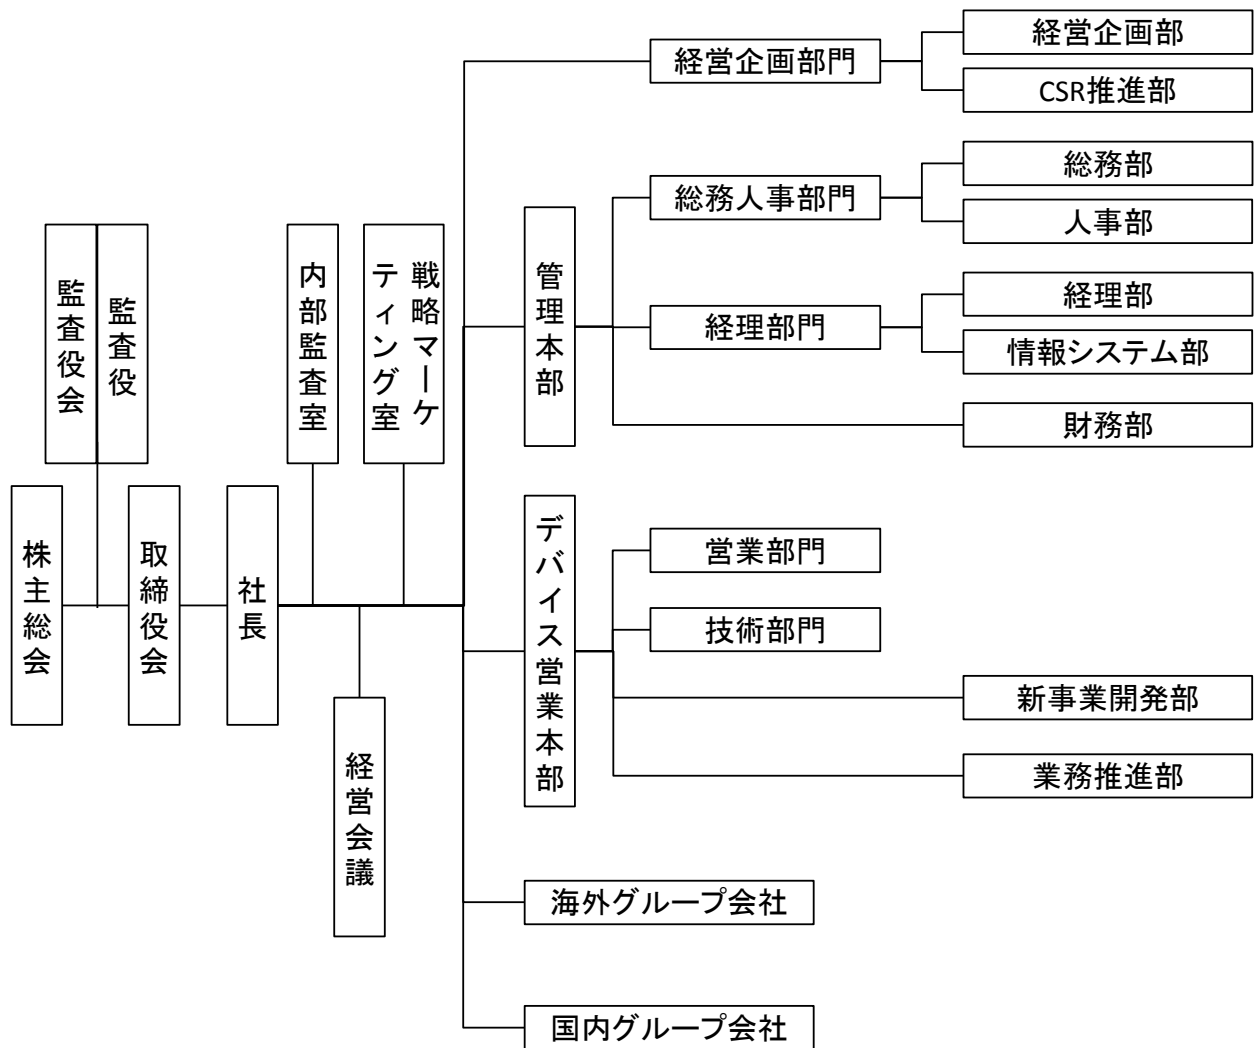 株主総会
監査役会
監査役
取締役会
社長
内部監査室
戦略マーケ
ティング室
経営会議
経営企画部門
経営企画部
CSR推進部
管理本部
総務人事部門
総務部
人事部
経理部門
経理部
情報システム部
財務部
デバイス営業本部
営業部門
技術部門
新事業開発部
業務推進部
海外グループ会社
国内グループ会社